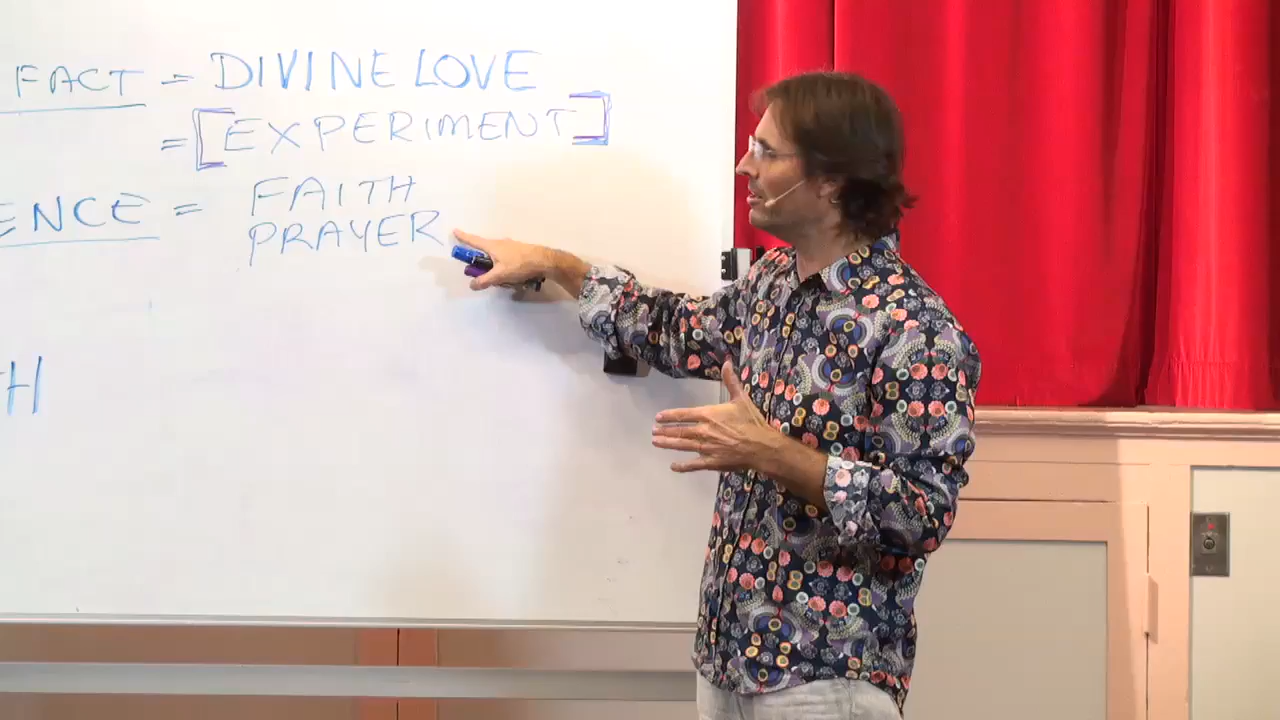 FACT = DIVINE LOVE
= [EXPERIMENT]
ENCE = FAITH
PRAYER
H